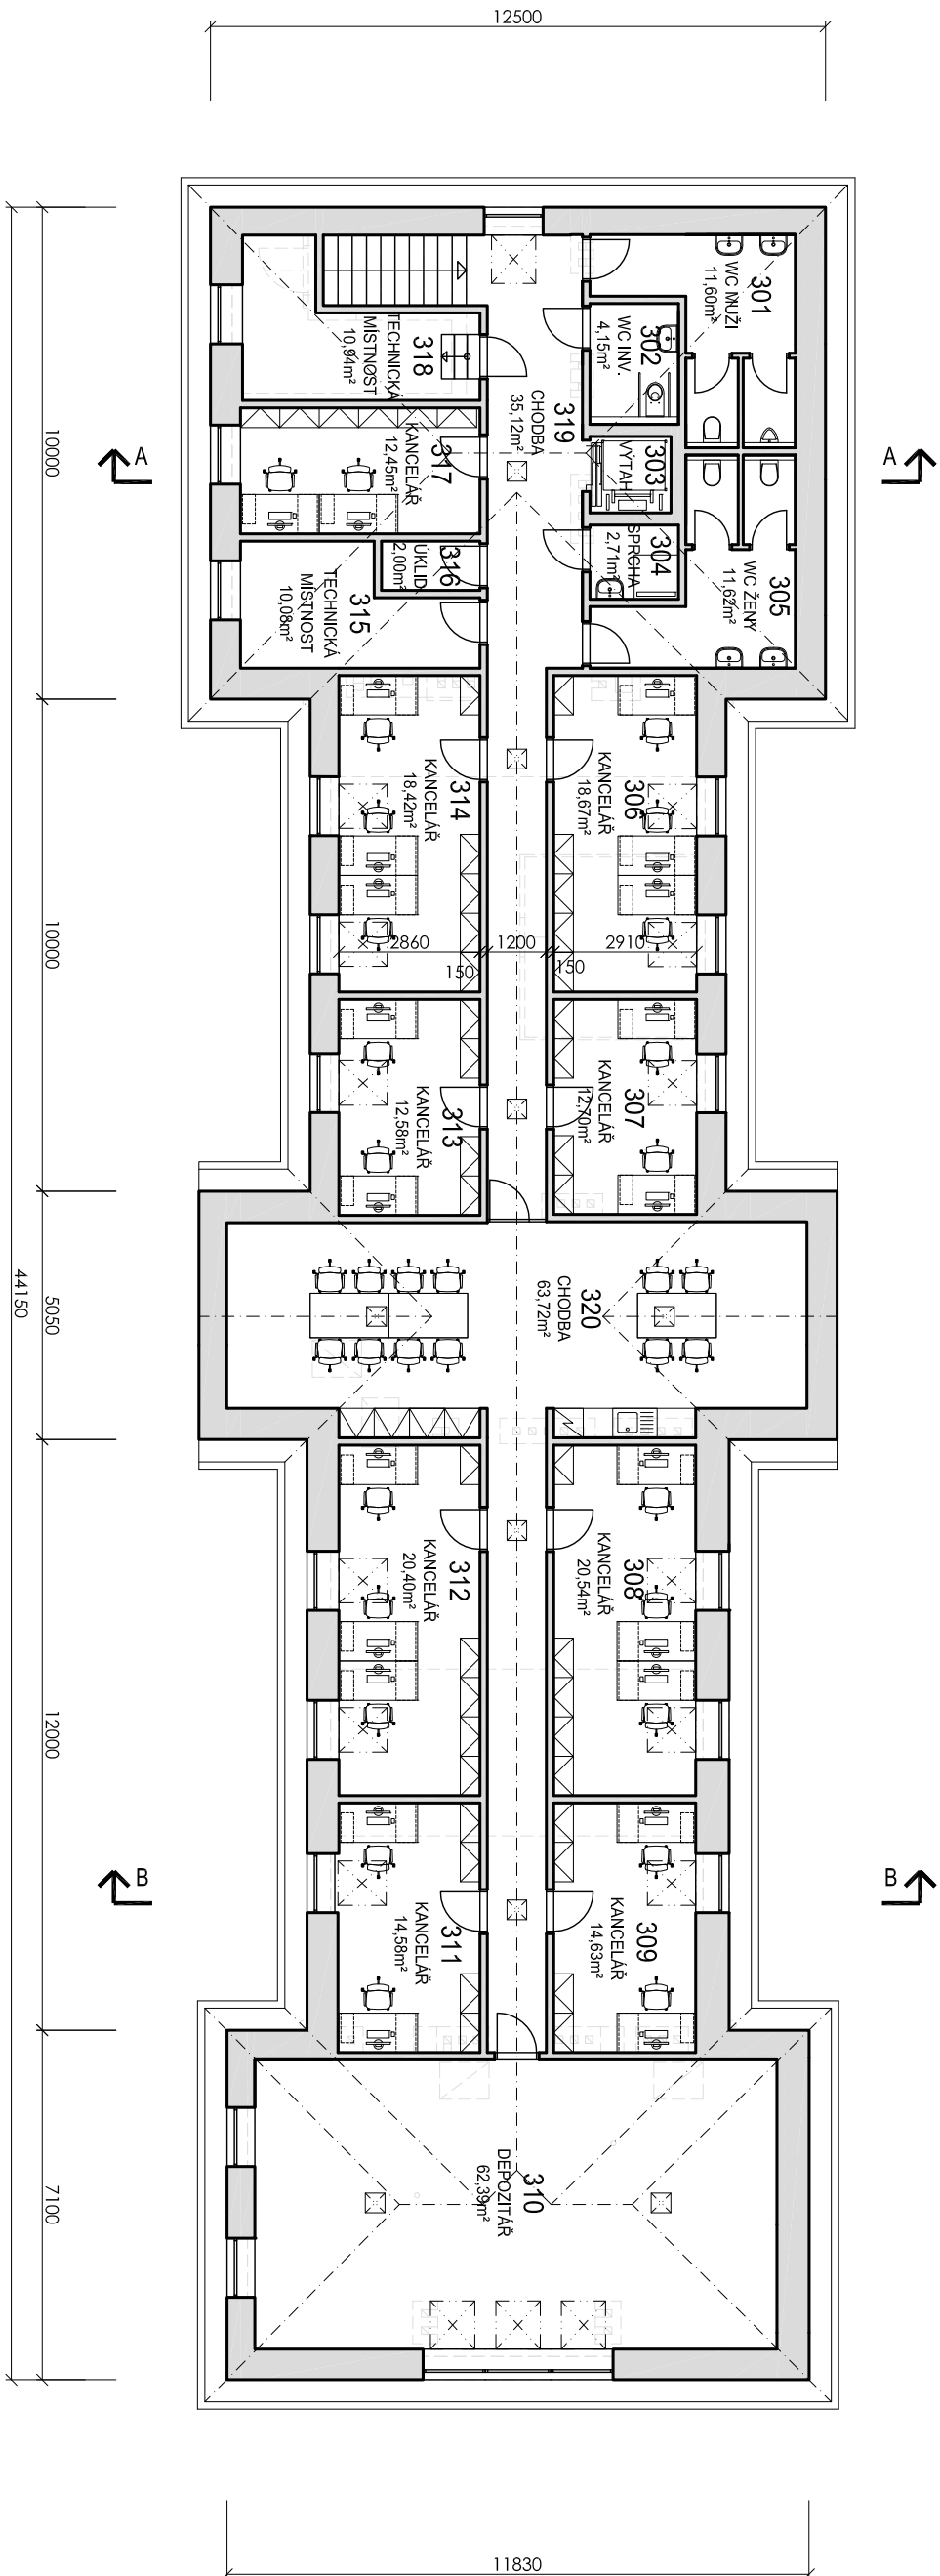 12500
301
WC MUŽI
11,60m²
302
WC INV.
4,15m²
303
VÝTAH
304
SPRCHA
2,71m²
305
WC ŽENY
11,62m²
319
CHODBA
35,12m²
318
TECHNICKÁ
MÍSTNOST
10,94m²
317
KANCELÁŘ
12,45m²
316
ÚKLID
2,00m²
315
TECHNICKÁ
MÍSTNOST
10,08m²
A
A
314
KANCELÁŘ
18,42m²
306
KANCELÁŘ
18,67m²
2860
150
1200
150
2910
313
KANCELÁŘ
12,58m²
307
KANCELÁŘ
12,70m²
320
CHODBA
63,72m²
312
KANCELÁŘ
20,40m²
308
KANCELÁŘ
20,54m²
311
KANCELÁŘ
14,58m²
309
KANCELÁŘ
14,63m²
B
B
310
DEPOZITÁŘ
62,39m²
10000
10000
5050
12000
7100
44150
11830